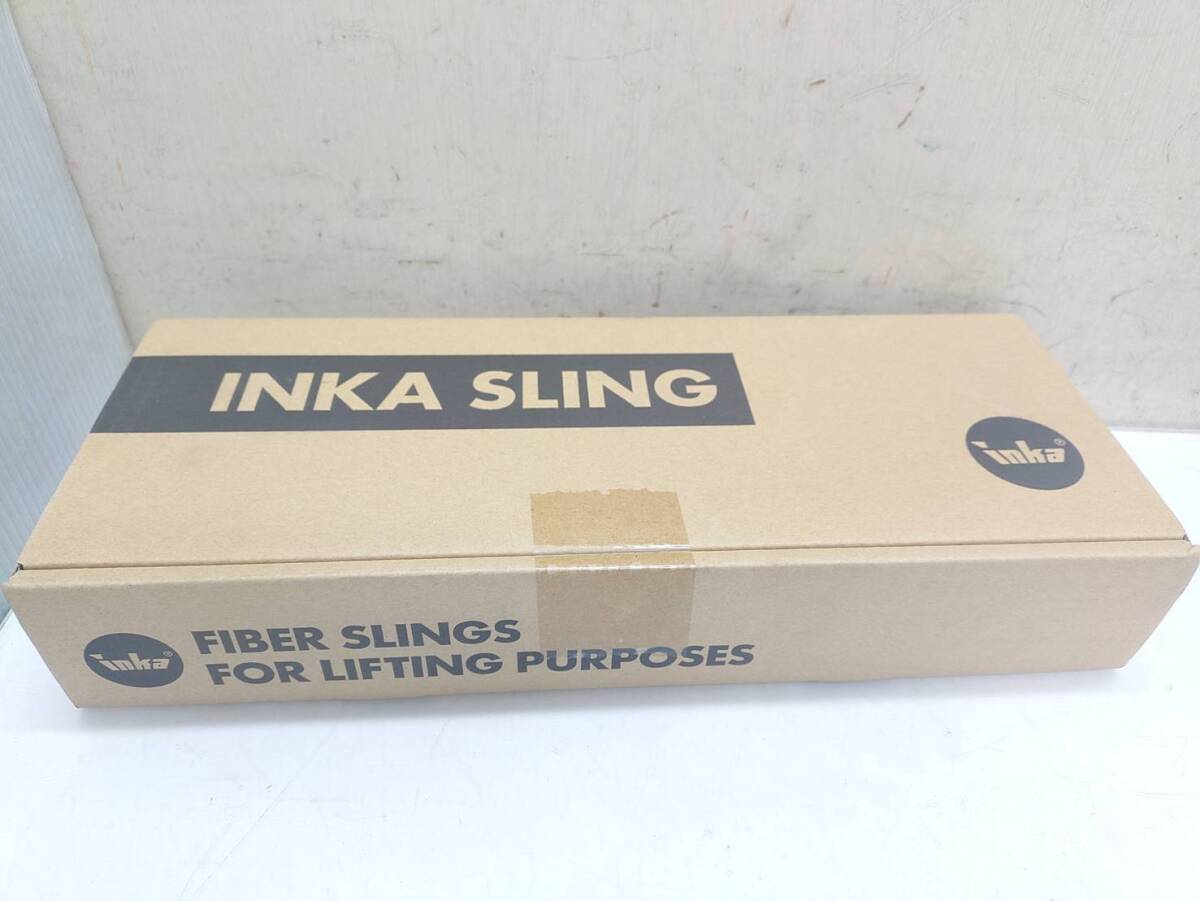 INKA SLING
inka®
inka®
FIBER SLINGS
FOR LIFTING PURPOSES